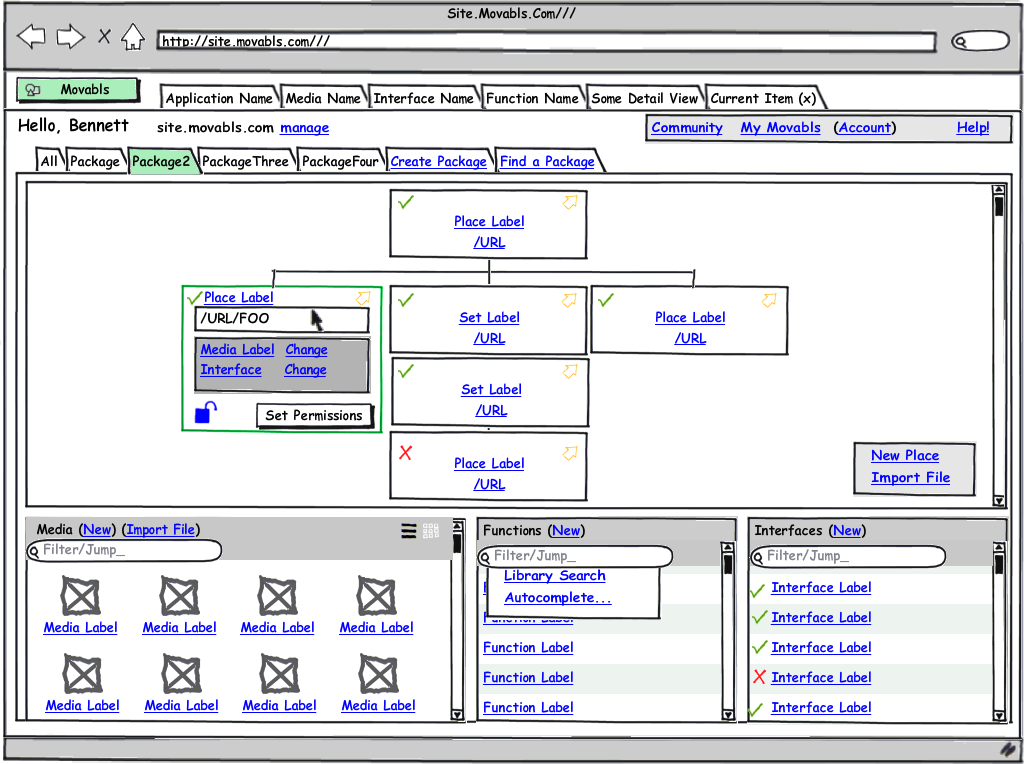 Site.Movabls.Com///
http://site.movabls.com///
Movabls
Application Name Media Name Interface Name Function Name Some Detail View Current Item (x)
Hello, Bennett site.movabls.com manage
Community My Movabls (Account) Help!
All Package Package2 PackageThree PackageFour Create Package Find a Package
Place Label
/URL
Place Label
/URL/FOO
Media Label Change
Interface Change
Set Permissions
Set Label
/URL
Place Label
/URL
Set Label
/URL
Place Label
/URL
New Place
Import File
Media (New) (Import File)
Filter/Jump_
Media Label Media Label Media Label Media Label
Media Label Media Label Media Label Media Label
Functions (New)
Filter/Jump_
Library Search
Autocomplete...
Function Label
Function Label
Function Label
Function Label
Interfaces (New)
Filter/Jump_
Interface Label
Interface Label
Interface Label
Interface Label
Interface Label